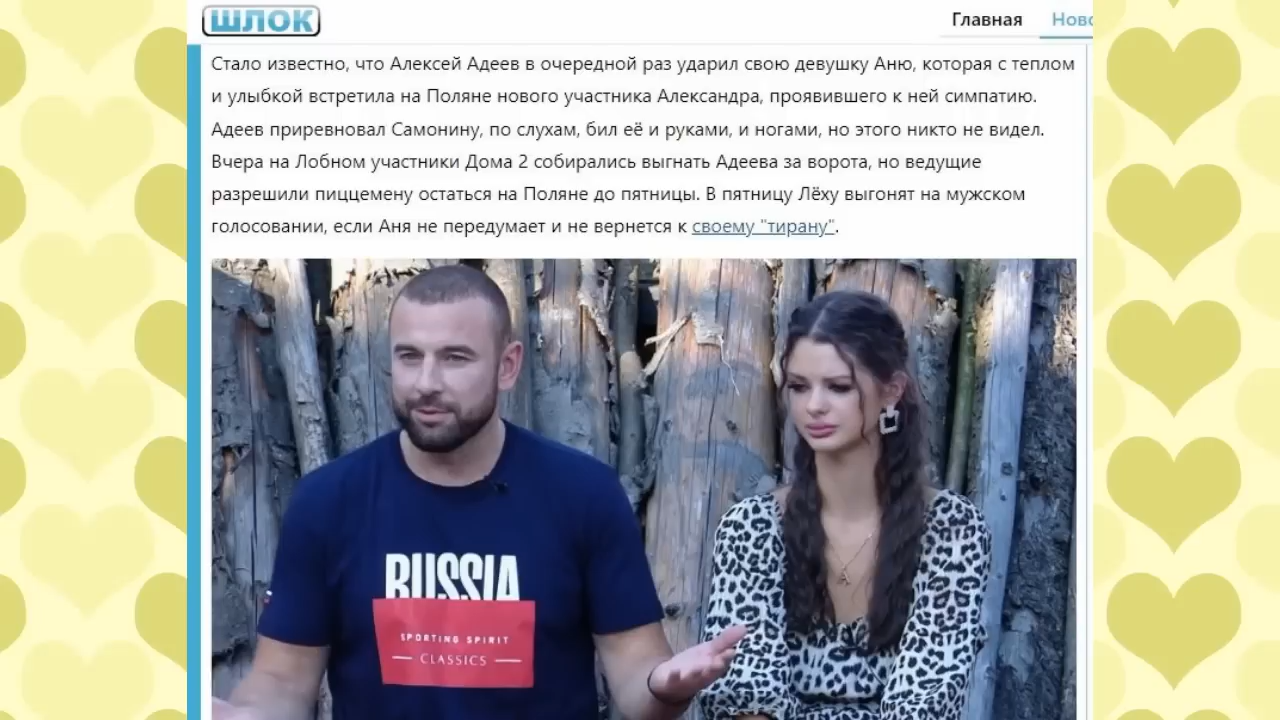 ШЛОК
Главная
Ново
Стало известно, что Алексей Адеев в очередной раз ударил свою девушку Аню, которая с теплом
и улыбкой встретила на Поляне нового участника Александра, проявившего к ней симпатию.
Адеев приревновал Самонину, по слухам, бил её и руками, и ногами, но этого никто не видел.
Вчера на Лобном участники Дома 2 собирались выгнать Адеева за ворота, но ведущие
разрешили пиццемену остаться на Поляне до пятницы. В пятницу Лёху выгонят на мужском
голосовании, если Аня не передумает и не вернется к своему "тирану".
RUSSIA
SPORTING SPIRIT
— CLASSICS —